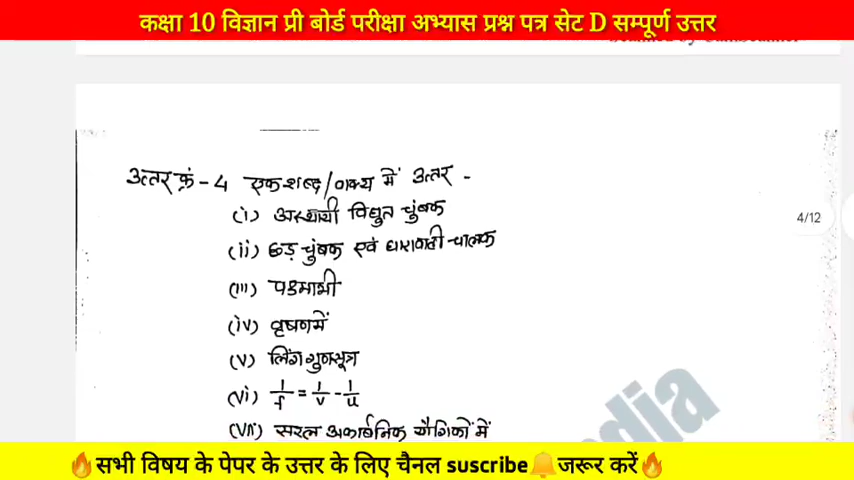 कक्षा 10 विज्ञान प्री बोर्ड परीक्षा अभ्यास प्रश्न पत्र सेट D सम्पूर्ण उत्तर
उत्तर क्रं - 4 एक शब्द/वाक्य में उत्तर -
4/12
(i) अस्थायी विद्युत चुंबक
(ii) छड़ चुंबक एवं धारावाही चालक
(iii)
(iv) वृषण में
(v) लिंग गुणसूत्र
(vi) 1/f = 1/v - 1/u
(vii) सरल अकार्बनिक यौगिकों में
🔥सभी विषय के पेपर के उत्तर के लिए चैनल suscribe🔔जरूर करें🔥